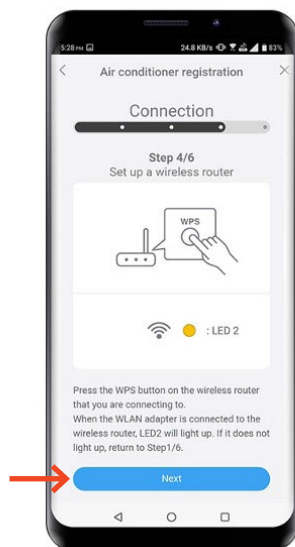 5:28 PM
24.8 KB/s
83%
Air conditioner registration
Connection
Step 4/6
Set up a wireless router
WPS
: LED 2
Press the WPS button on the wireless router
that you are connecting to.
When the WLAN adapter is connected to the
wireless router, LED2 will light up. If it does not
light up, return to Step1/6.
Next